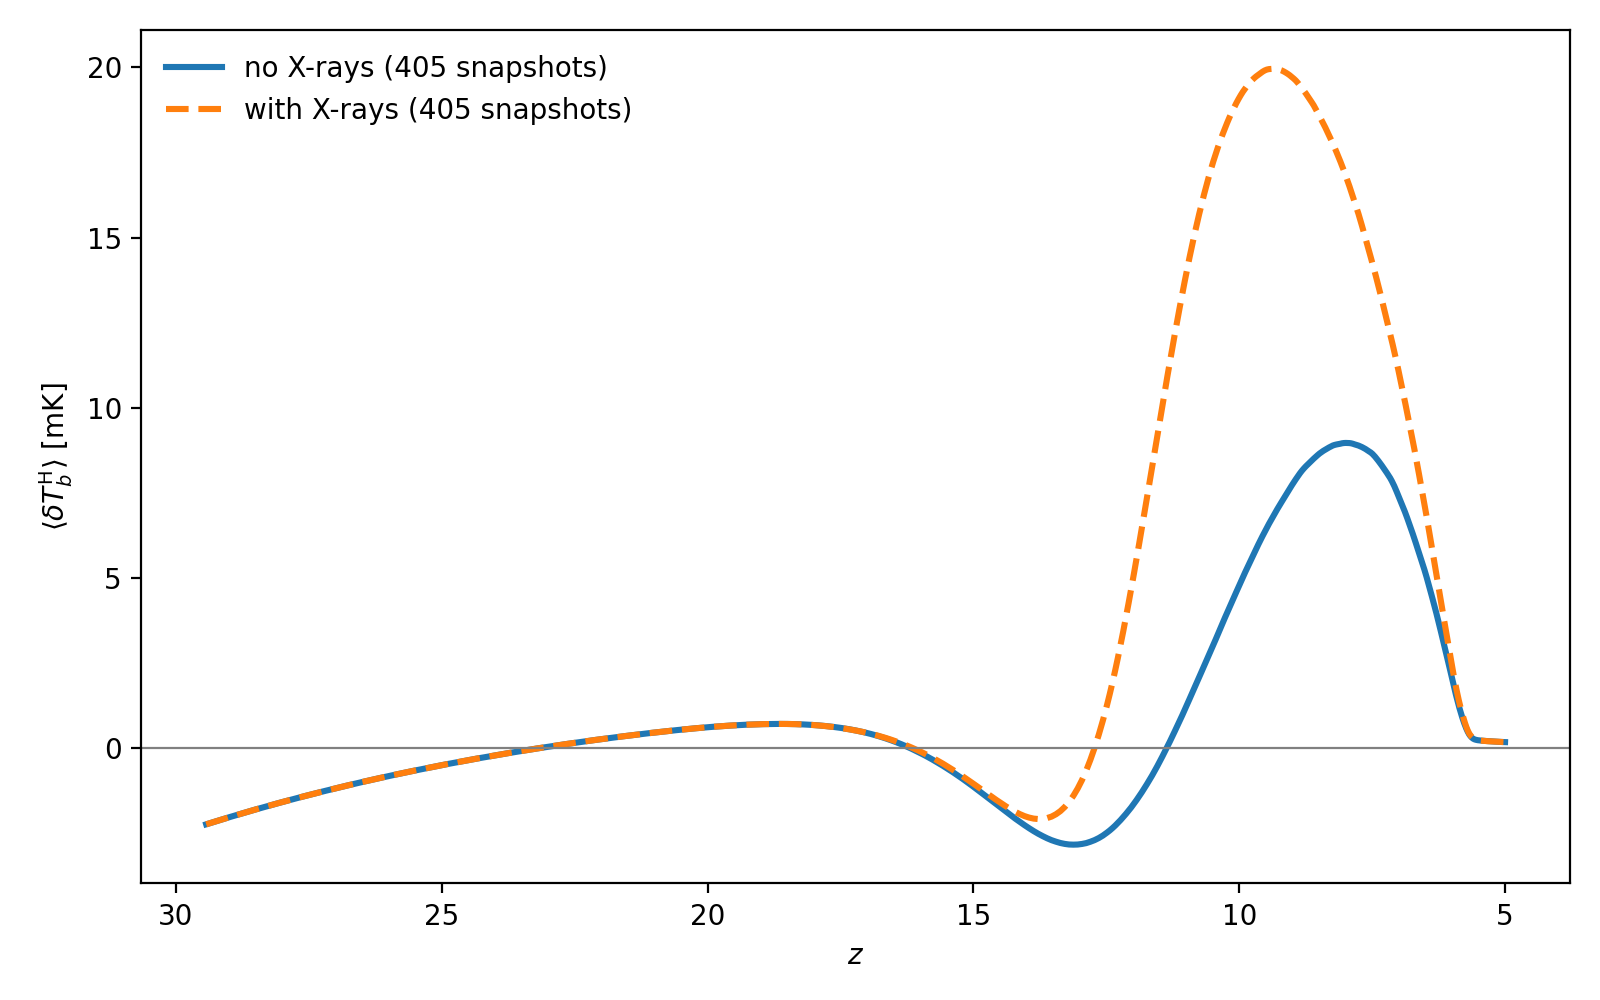 no X-rays (405 snapshots)
with X-rays (405 snapshots)
20
15
10
5
0
⟨δT_b^H⟩ [mK]
30 25 20 15 10 5
z